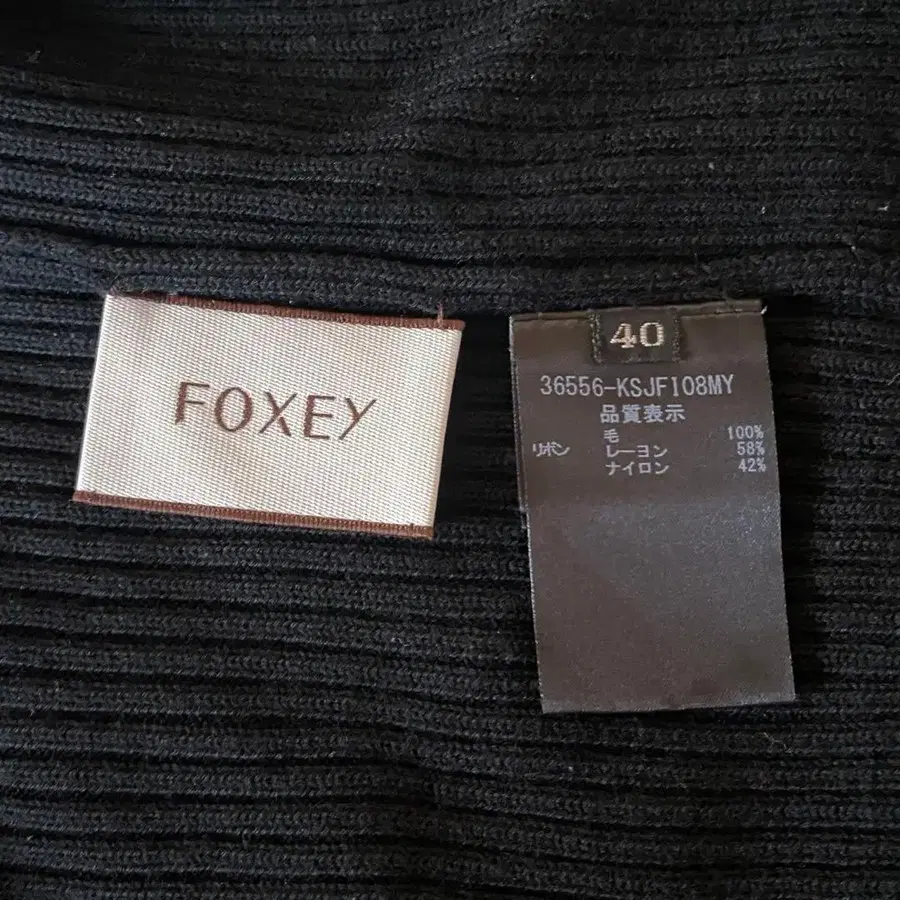 FOXEY
40
36556-KSJFI08MY
品質表示
毛 100%
リボン レーヨン 58%
ナイロン 42%